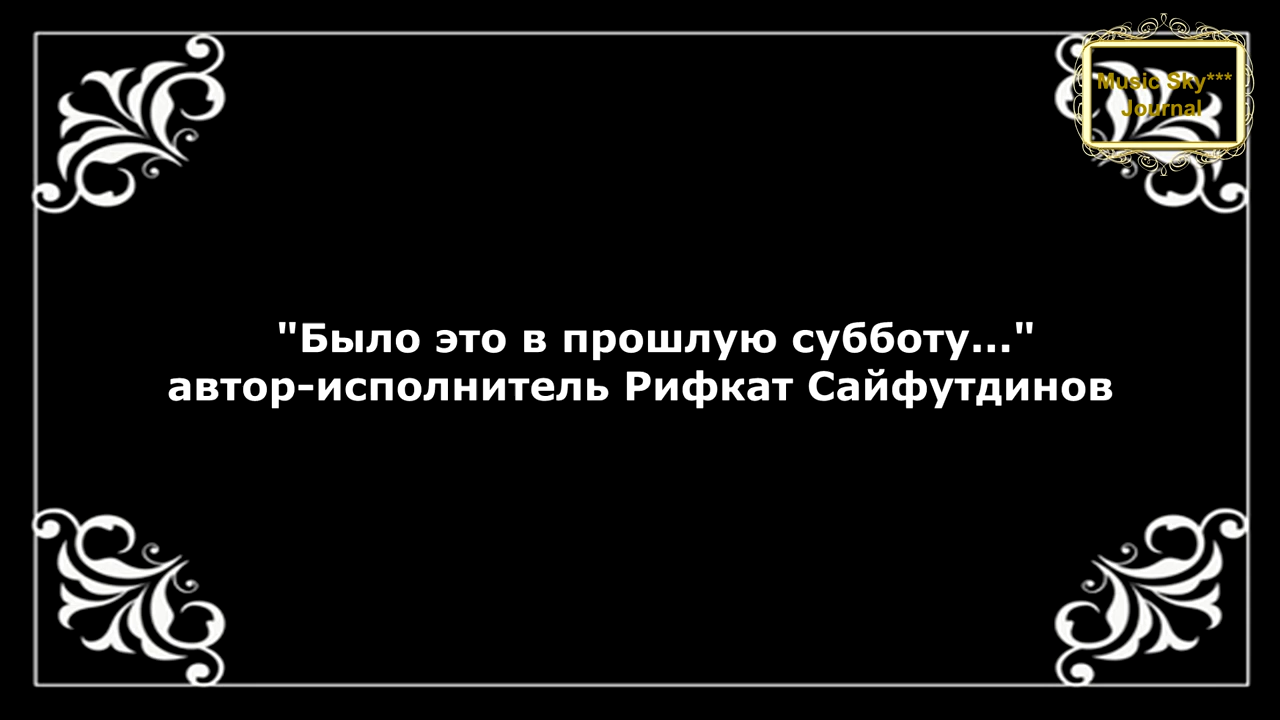 Music Sky***
Journal
"Было это в прошлую субботу..."
автор-исполнитель Рифкат Сайфутдинов